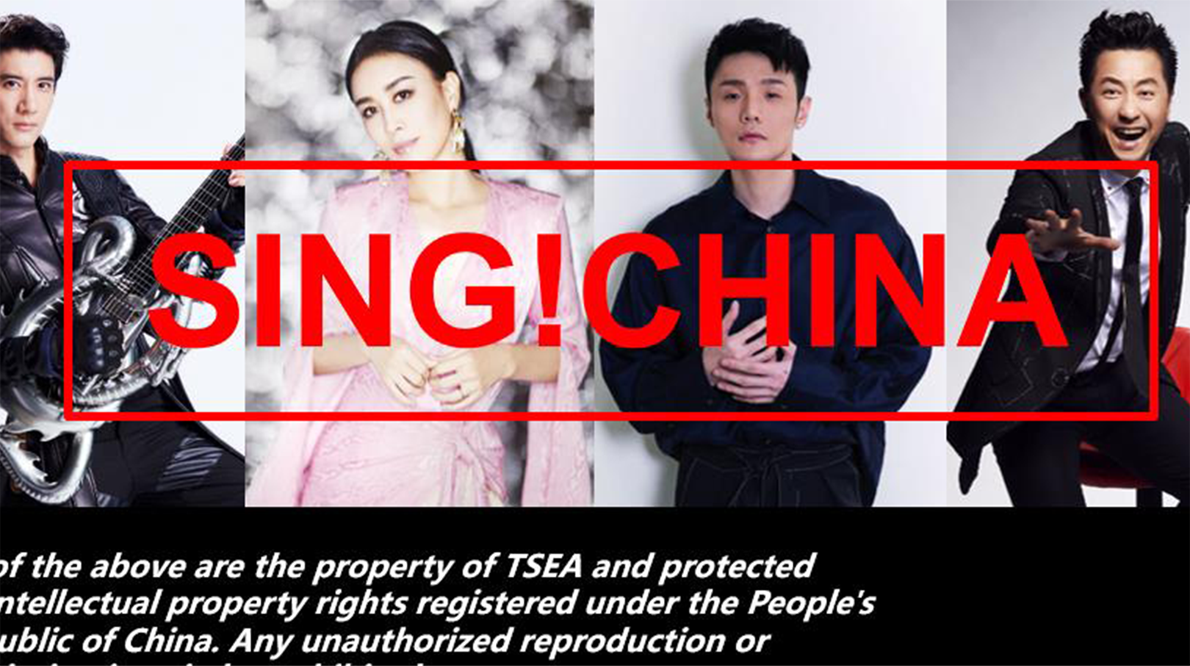 SING!CHINA
of the above are the property of TSEA and protected
ntellectual property rights registered under the People's
ublic of China. Any unauthorized reproduction or